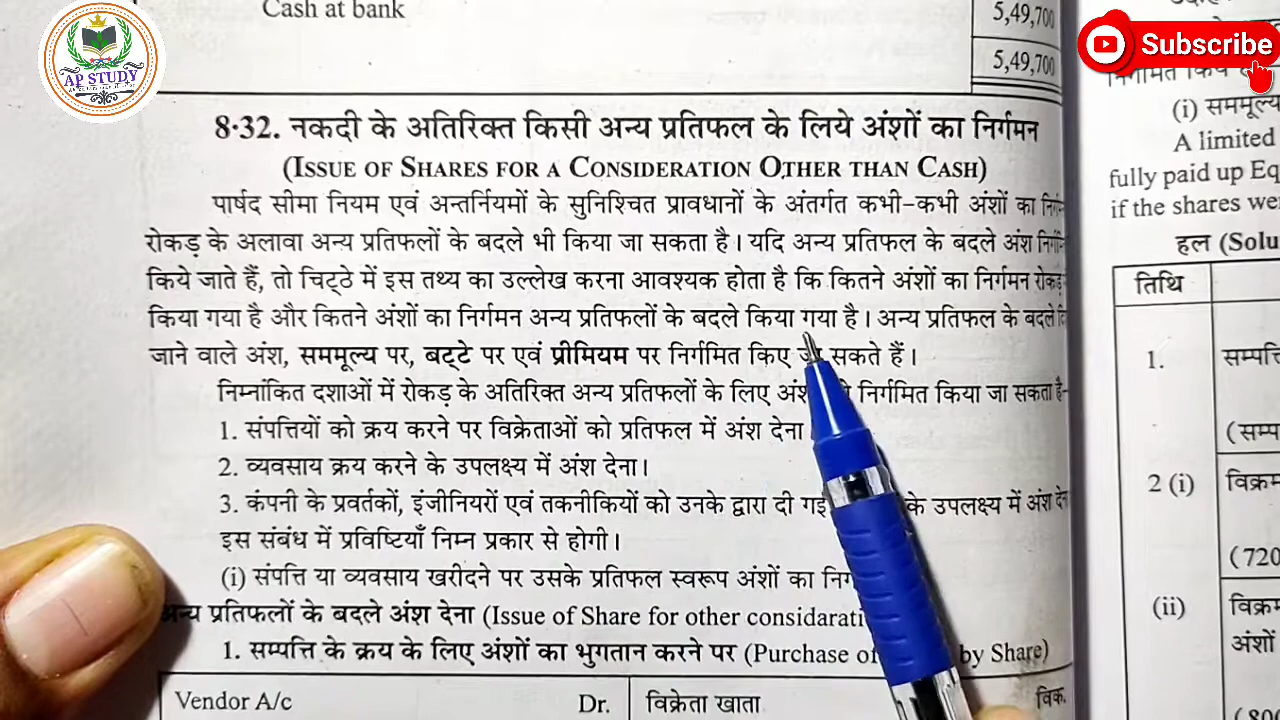 Cash at bank
5,49,700
5,49,700
AP STUDY
Subscribe
8·32. नकदी के अतिरिक्त किसी अन्य प्रतिफल के लिये अंशों का निर्गमन
(ISSUE OF SHARES FOR A CONSIDERATION OTHER THAN CASH)
पार्षद सीमा नियम एवं अन्तर्नियमों के सुनिश्चित प्रावधानों के अंतर्गत कभी-कभी अंशों का
रोकड़ के अलावा अन्य प्रतिफलों के बदले भी किया जा सकता है। यदि अन्य प्रतिफल के बदले अंश
किये जाते हैं, तो चिट्ठे में इस तथ्य का उल्लेख करना आवश्यक होता है कि कितने अंशों का निर्गमन रोकड़
किया गया है और कितने अंशों का निर्गमन अन्य प्रतिफलों के बदले किया गया है। अन्य प्रतिफल के बदले
जाने वाले अंश, सममूल्य पर, बट्टे पर एवं प्रीमियम पर निर्गमित किए जा सकते हैं।
निम्नांकित दशाओं में रोकड़ के अतिरिक्त अन्य प्रतिफलों के लिए निर्गमित किया जा सकता है-
1. संपत्तियों को क्रय करने पर विक्रेताओं को प्रतिफल में अंश देना
2. व्यवसाय क्रय करने के उपलक्ष्य में अंश देना।
3. कंपनी के प्रवर्तकों, इंजीनियरों एवं तकनीकियों को उनके द्वारा दी गई के उपलक्ष्य में अंश
इस संबंध में प्रविष्टियाँ निम्न प्रकार से होगी।
(i) संपत्ति या व्यवसाय खरीदने पर उसके प्रतिफल स्वरूप अंशों का
अन्य प्रतिफलों के बदले अंश देना (Issue of Share for other
1. सम्पत्ति के क्रय के लिए अंशों का भुगतान करने पर (Purchase of by Share)
Vendor A/c Dr. विक्रेता खाता विक.
(i) सममूल्य
A limited
fully paid up
if the shares
हल
तिथि
1.
2 (i)
(720
(ii)
अंशों